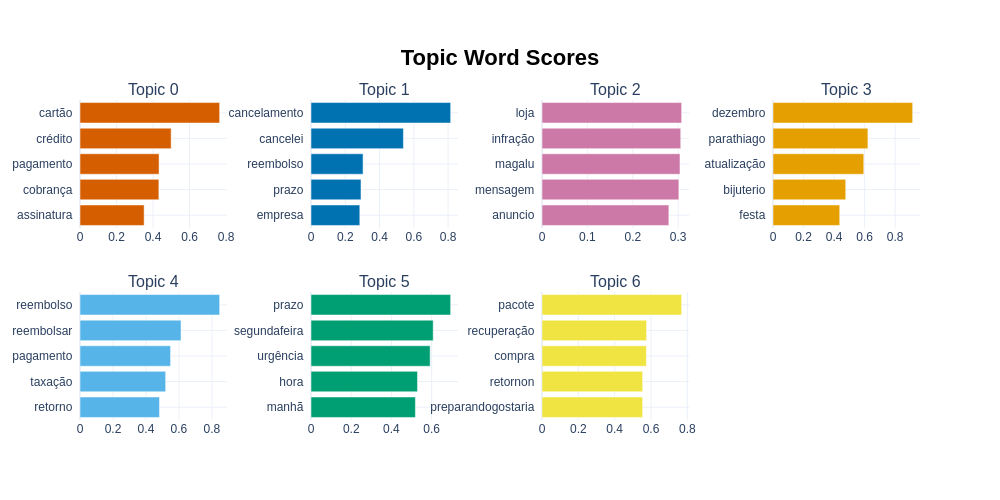 Topic Word Scores
Topic 0
cartão
crédito
pagamento
cobrança
assinatura
0 0.2 0.4 0.6 0.8
Topic 1
cancelamento
cancelei
reembolso
prazo
empresa
0 0.2 0.4 0.6 0.8
Topic 2
loja
infração
magalu
mensagem
anuncio
0 0.1 0.2 0.3
Topic 3
dezembro
parathiago
atualização
bijuterio
festa
0 0.2 0.4 0.6 0.8
Topic 4
reembolso
reembolsar
pagamento
taxação
retorno
0 0.2 0.4 0.6 0.8
Topic 5
prazo
segundafeira
urgência
hora
manhã
0 0.2 0.4 0.6
Topic 6
pacote
recuperação
compra
retornon
preparandogostaria
0 0.2 0.4 0.6 0.8